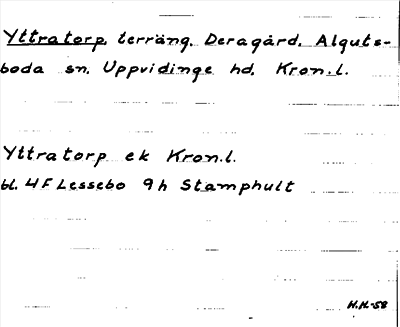 Yttratorp, terräng, Deragård, Alguts-
boda sn, Uppvidinge hd, Kron.l.
Yttratorp ek Kron.l.
bl. 4F Lessebo 9h Stamphult
H.H.-58